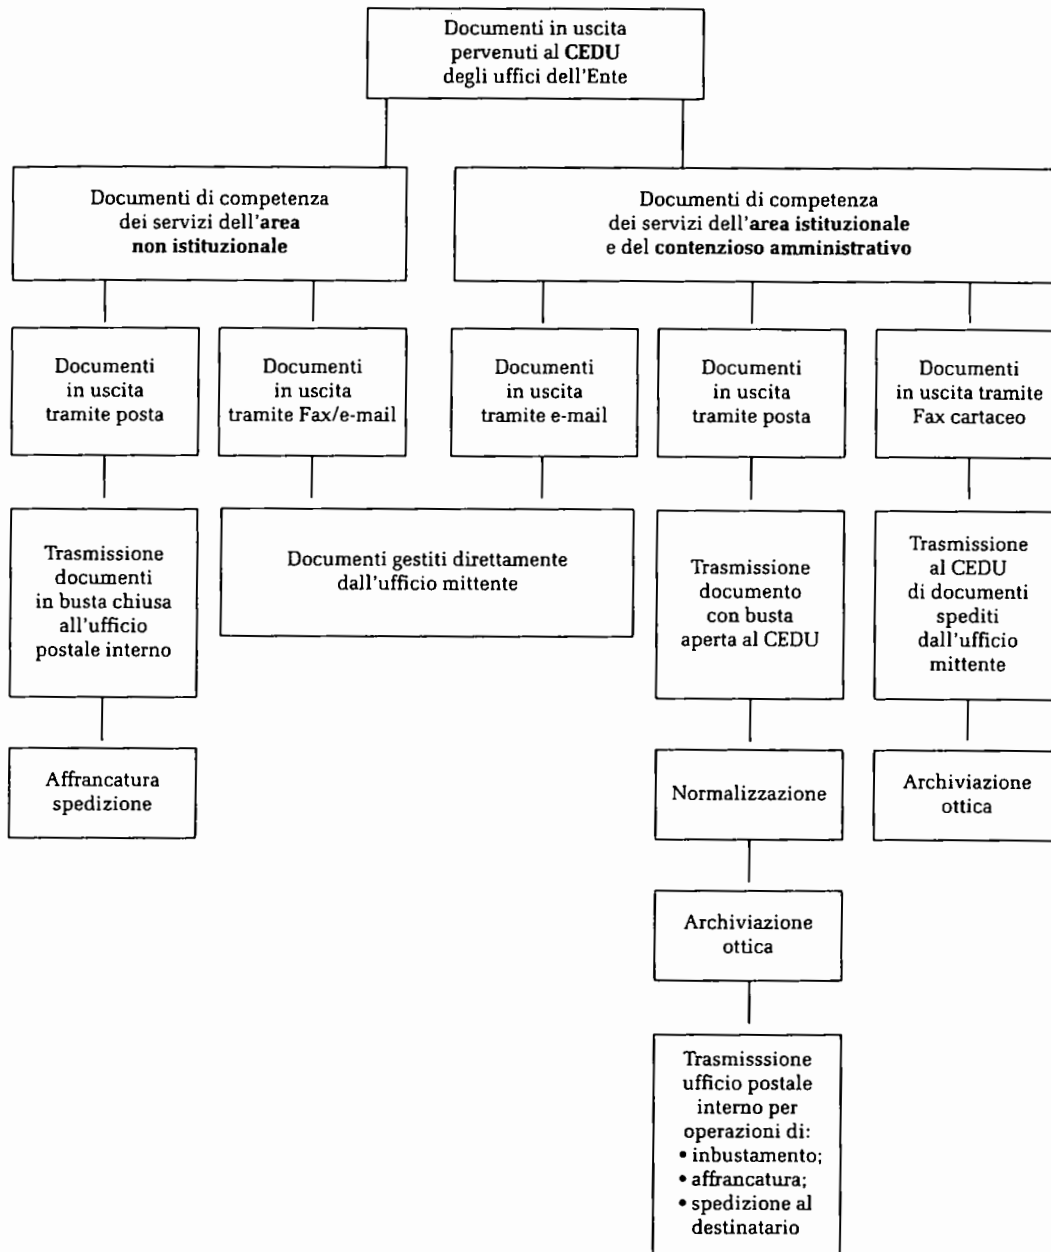 Documenti in uscita
pervenuti al CEDU
degli uffici dell'Ente
Documenti di competenza
dei servizi dell'area
non istituzionale
Documenti di competenza
dei servizi dell'area istituzionale
e del contenzioso amministrativo
Documenti
in uscita
tramite posta
Documenti
in uscita
tramite Fax/e-mail
Documenti
in uscita
tramite e-mail
Documenti
in uscita
tramite posta
Documenti
in uscita tramite
Fax cartaceo
Trasmissione
documenti
in busta chiusa
all'ufficio
postale interno
Documenti gestiti direttamente
dall'ufficio mittente
Trasmissione
documento
con busta
aperta al CEDU
Trasmissione
al CEDU
di documenti
spediti
dall'ufficio
mittente
Affrancatura
spedizione
Normalizzazione
Archiviazione
ottica
Archiviazione
ottica
Trasmisssione
ufficio postale
interno per
operazioni di:
• inbustamento;
• affrancatura;
• spedizione al
destinatario